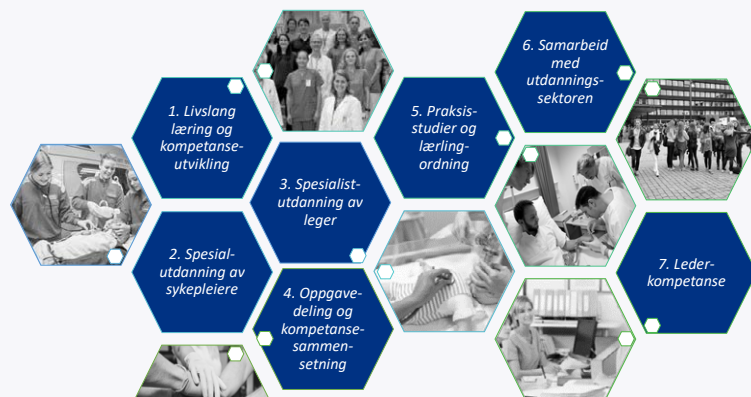 1. Livslang
læring og
kompetanse-
utvikling
2. Spesial-
utdanning av
sykepleiere
3. Spesialist-
utdanning av
leger
4. Oppgave-
deling og
kompetanse-
sammen-
setning
5. Praksis-
studier og
lærling-
ordning
6. Samarbeid
med
utdannings-
sektoren
7. Leder-
kompetanse